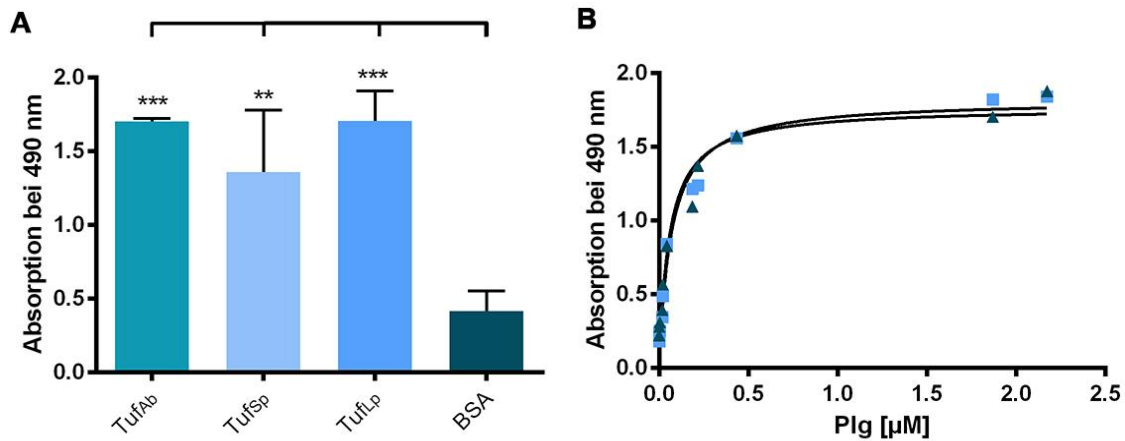 A
Absorption bei 490 nm
2.0
1.5
1.0
0.5
0.0
***
**
***
TufAb
TufSp
TufLp
BSA
B
Absorption bei 490 nm
2.0
1.5
1.0
0.5
0.0
0.0 0.5 1.0 1.5 2.0 2.5
Plg [µM]